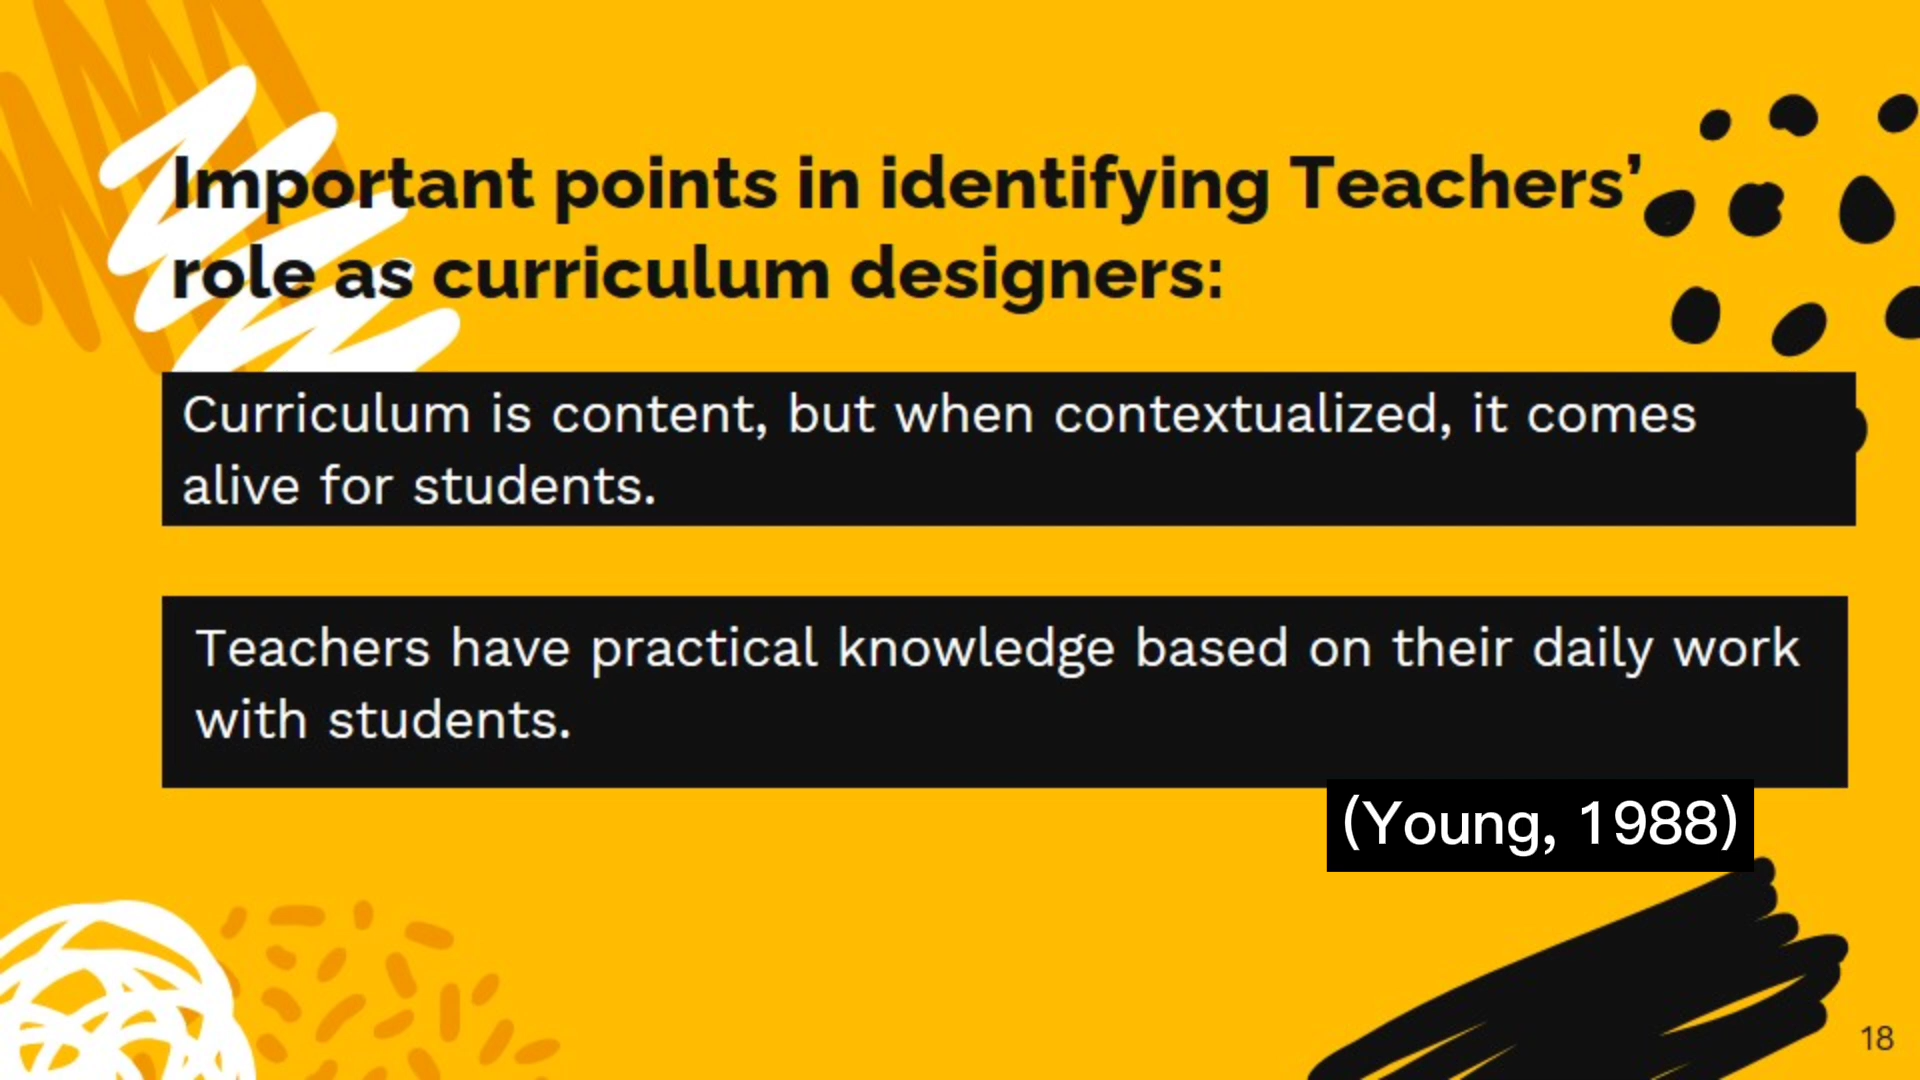 Important points in identifying Teachers’
role as curriculum designers:
Curriculum is content, but when contextualized, it comes
alive for students.
Teachers have practical knowledge based on their daily work
with students.
(Young, 1988)
18